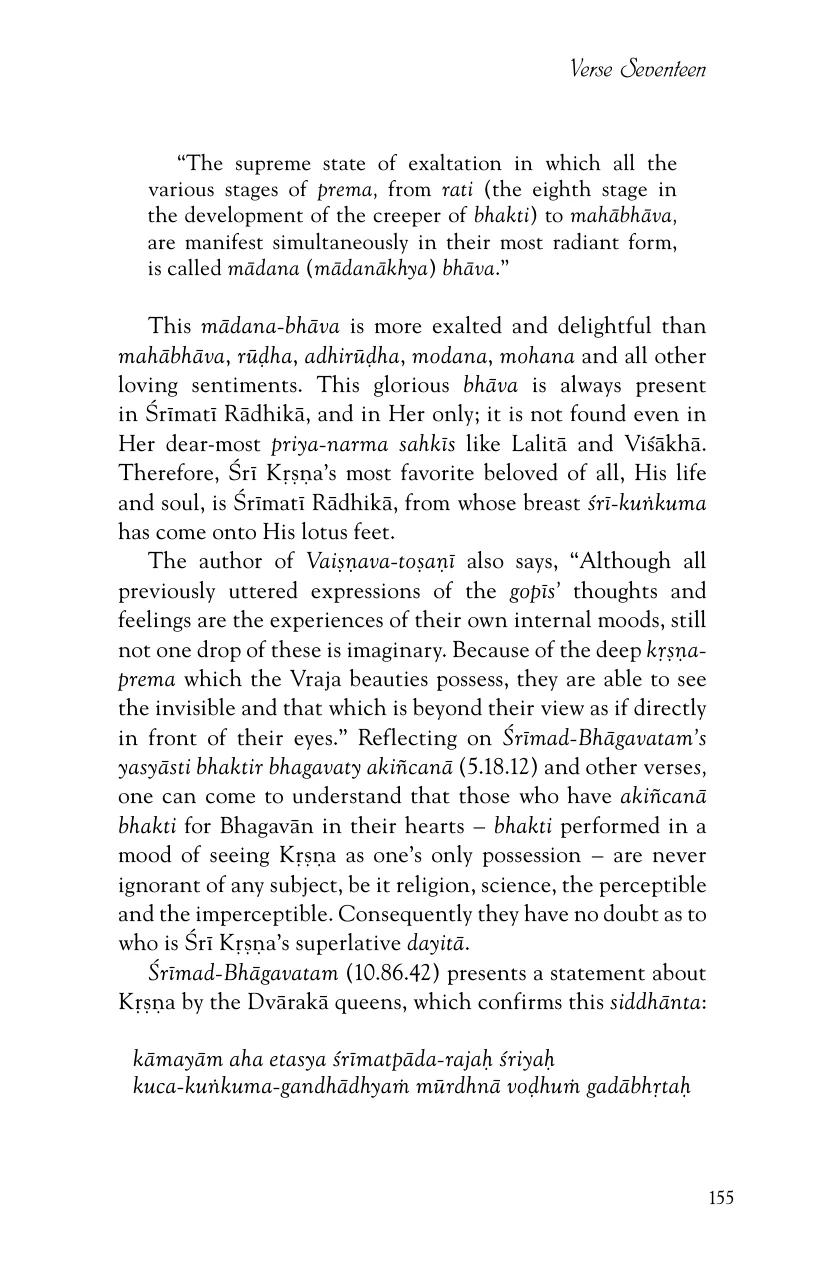 Verse Seventeen
“The supreme state of exaltation in which all the
various stages of prema, from rati (the eighth stage in
the development of the creeper of bhakti) to mahābhāva,
are manifest simultaneously in their most radiant form,
is called mādana (mādanākhya) bhāva.”
This mādana-bhāva is more exalted and delightful than
mahābhāva, rūḍha, adhirūḍha, modana, mohana and all other
loving sentiments. This glorious bhāva is always present
in Śrīmatī Rādhikā, and in Her only; it is not found even in
Her dear-most priya-narma sahkīs like Lalitā and Viśākhā.
Therefore, Śrī Kṛṣṇa’s most favorite beloved of all, His life
and soul, is Śrīmatī Rādhikā, from whose breast śrī-kuṅkuma
has come onto His lotus feet.
The author of Vaiṣṇava-toṣaṇī also says, “Although all
previously uttered expressions of the gopīs’ thoughts and
feelings are the experiences of their own internal moods, still
not one drop of these is imaginary. Because of the deep kṛṣṇa-
prema which the Vraja beauties possess, they are able to see
the invisible and that which is beyond their view as if directly
in front of their eyes.” Reflecting on Śrīmad-Bhāgavatam’s
yasyāsti bhaktir bhagavaty akiñcanā (5.18.12) and other verses,
one can come to understand that those who have akiñcanā
bhakti for Bhagavān in their hearts – bhakti performed in a
mood of seeing Kṛṣṇa as one’s only possession – are never
ignorant of any subject, be it religion, science, the perceptible
and the imperceptible. Consequently they have no doubt as to
who is Śrī Kṛṣṇa’s superlative dayitā.
Śrīmad-Bhāgavatam (10.86.42) presents a statement about
Kṛṣṇa by the Dvārakā queens, which confirms this siddhānta:
kāmayām aha etasya śrīmatpāda-rajaḥ śriyaḥ
kuca-kuṅkuma-gandhādhyaṁ mūrdhnā voḍhuṁ gadābhṛtaḥ
155